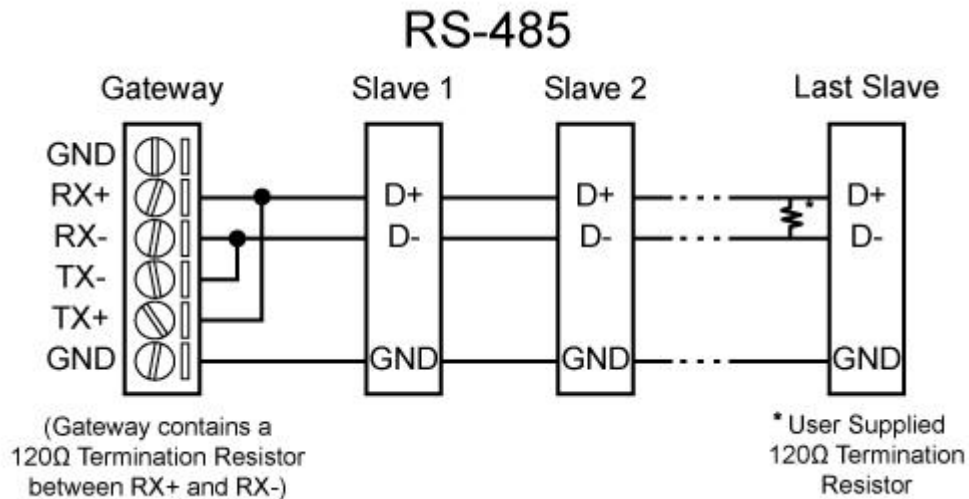 RS-485
Gateway
Slave 1
Slave 2
Last Slave
GND
RX+
RX-
TX-
TX+
GND
D+
D-
GND
D+
D-
GND
*
D+
D-
GND
(Gateway contains a
120Ω Termination Resistor
between RX+ and RX-)
* User Supplied
120Ω Termination
Resistor